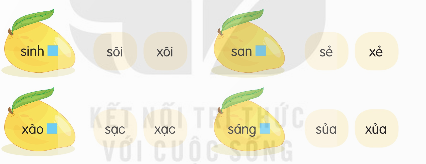 sinh sôi xôi san sẻ xẻ
KẾT NỐI TRI THỨC
xào sạc xạc sáng sủa xủa
VỚI CUỘC SỐNG